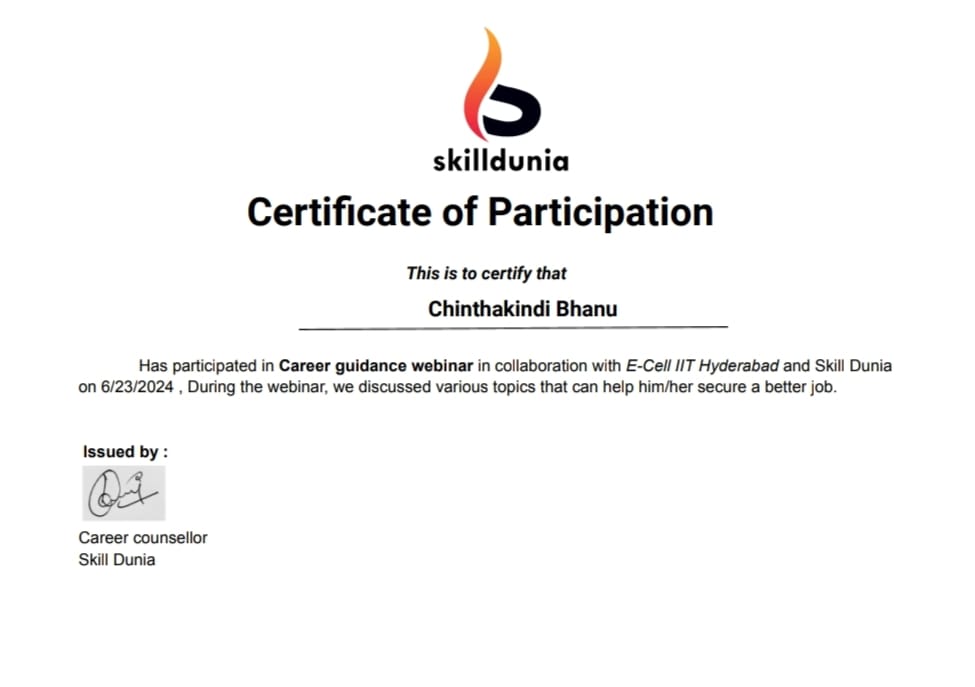 skilldunia
Certificate of Participation
This is to certify that
Chinthakindi Bhanu
Has participated in Career guidance webinar in collaboration with E-Cell IIT Hyderabad and Skill Dunia
on 6/23/2024 , During the webinar, we discussed various topics that can help him/her secure a better job.
Issued by :
Career counsellor
Skill Dunia